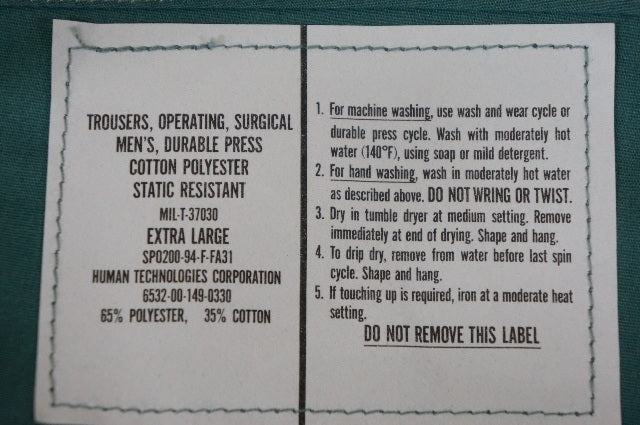 TROUSERS, OPERATING, SURGICAL
MEN'S, DURABLE PRESS
COTTON POLYESTER
STATIC RESISTANT
MIL-T-37030
EXTRA LARGE
SPO200-94-F-FA31
HUMAN TECHNOLOGIES CORPORATION
6532-00-149-0330
65% POLYESTER, 35% COTTON
1. For machine washing, use wash and wear cycle or
durable press cycle. Wash with moderately hot
water (140°F), using soap or mild detergent.
2. For hand washing, wash in moderately hot water
as described above. DO NOT WRING OR TWIST.
3. Dry in tumble dryer at medium setting. Remove
immediately at end of drying. Shape and hang.
4. To drip dry, remove from water before last spin
cycle. Shape and hang.
5. If touching up is required, iron at a moderate heat
setting.
DO NOT REMOVE THIS LABEL